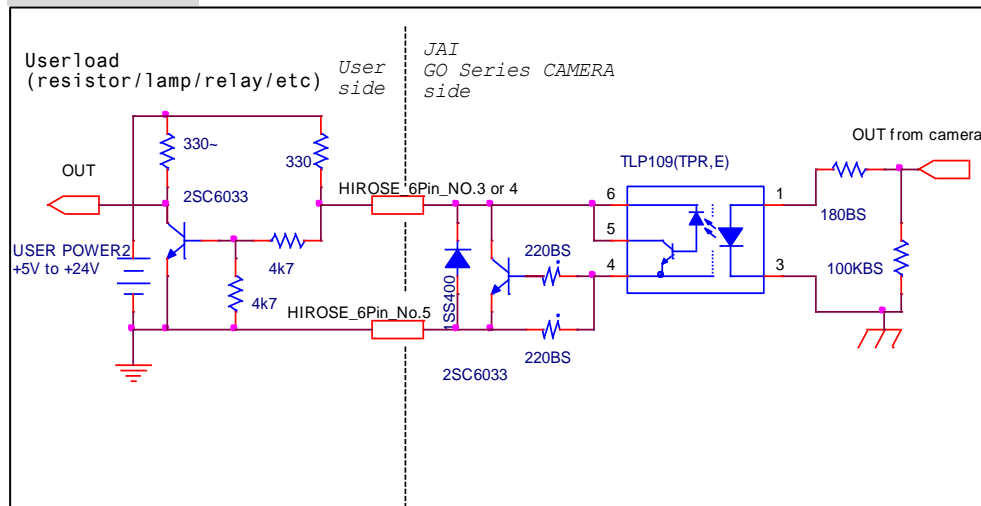 Userload
(resistor/lamp/relay/etc)
User
side
JAI
GO Series CAMERA
side
330~
330
OUT
2SC6033
HIROSE_6Pin_NO.3 or 4
USER POWER2
+5V to +24V
4k7
4k7
HIROSE_6Pin_No.5
1SS400
220BS
220BS
2SC6033
TLP109(TPR,E)
6
5
4
1
3
OUT from camera
180BS
100KBS